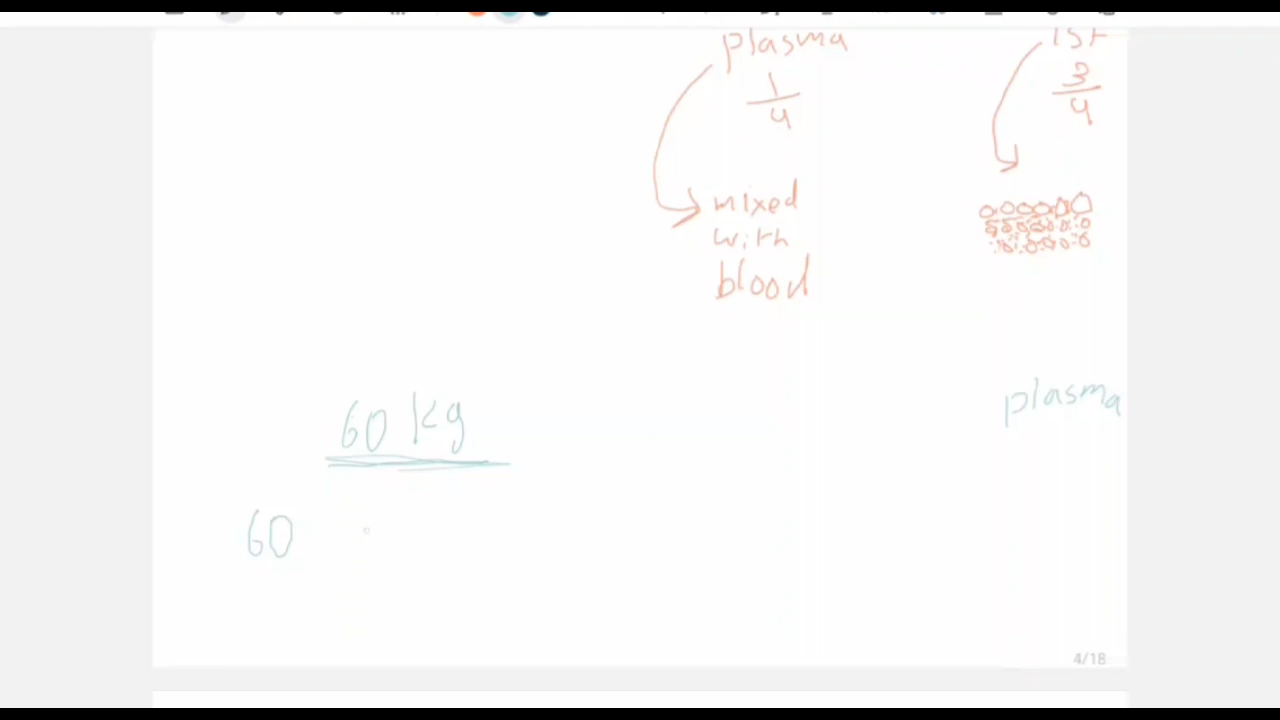 plasma
1/4
ISF
3/4
mixed
with
blood
plasma
60 kg
60
4/18